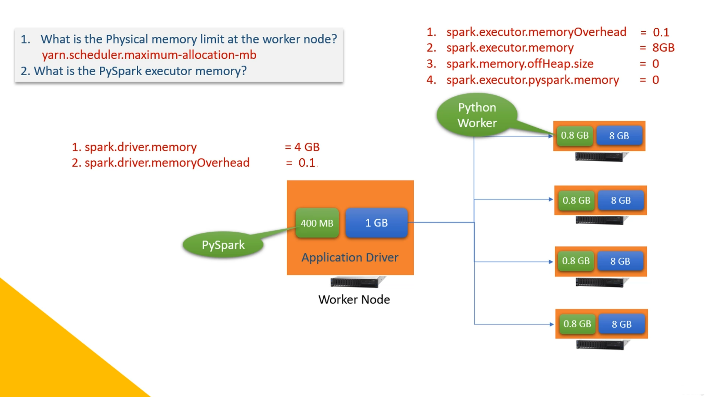 1. What is the Physical memory limit at the worker node?
yarn.scheduler.maximum-allocation-mb
2. What is the PySpark executor memory?
1. spark.executor.memoryOverhead = 0.1
2. spark.executor.memory = 8GB
3. spark.memory.offHeap.size = 0
4. spark.executor.pyspark.memory = 0
Python
Worker
0.8 GB 8 GB
1. spark.driver.memory = 4 GB
2. spark.driver.memoryOverhead = 0.1
0.8 GB 8 GB
400 MB 1 GB
PySpark
Application Driver
0.8 GB 8 GB
Worker Node
0.8 GB 8 GB